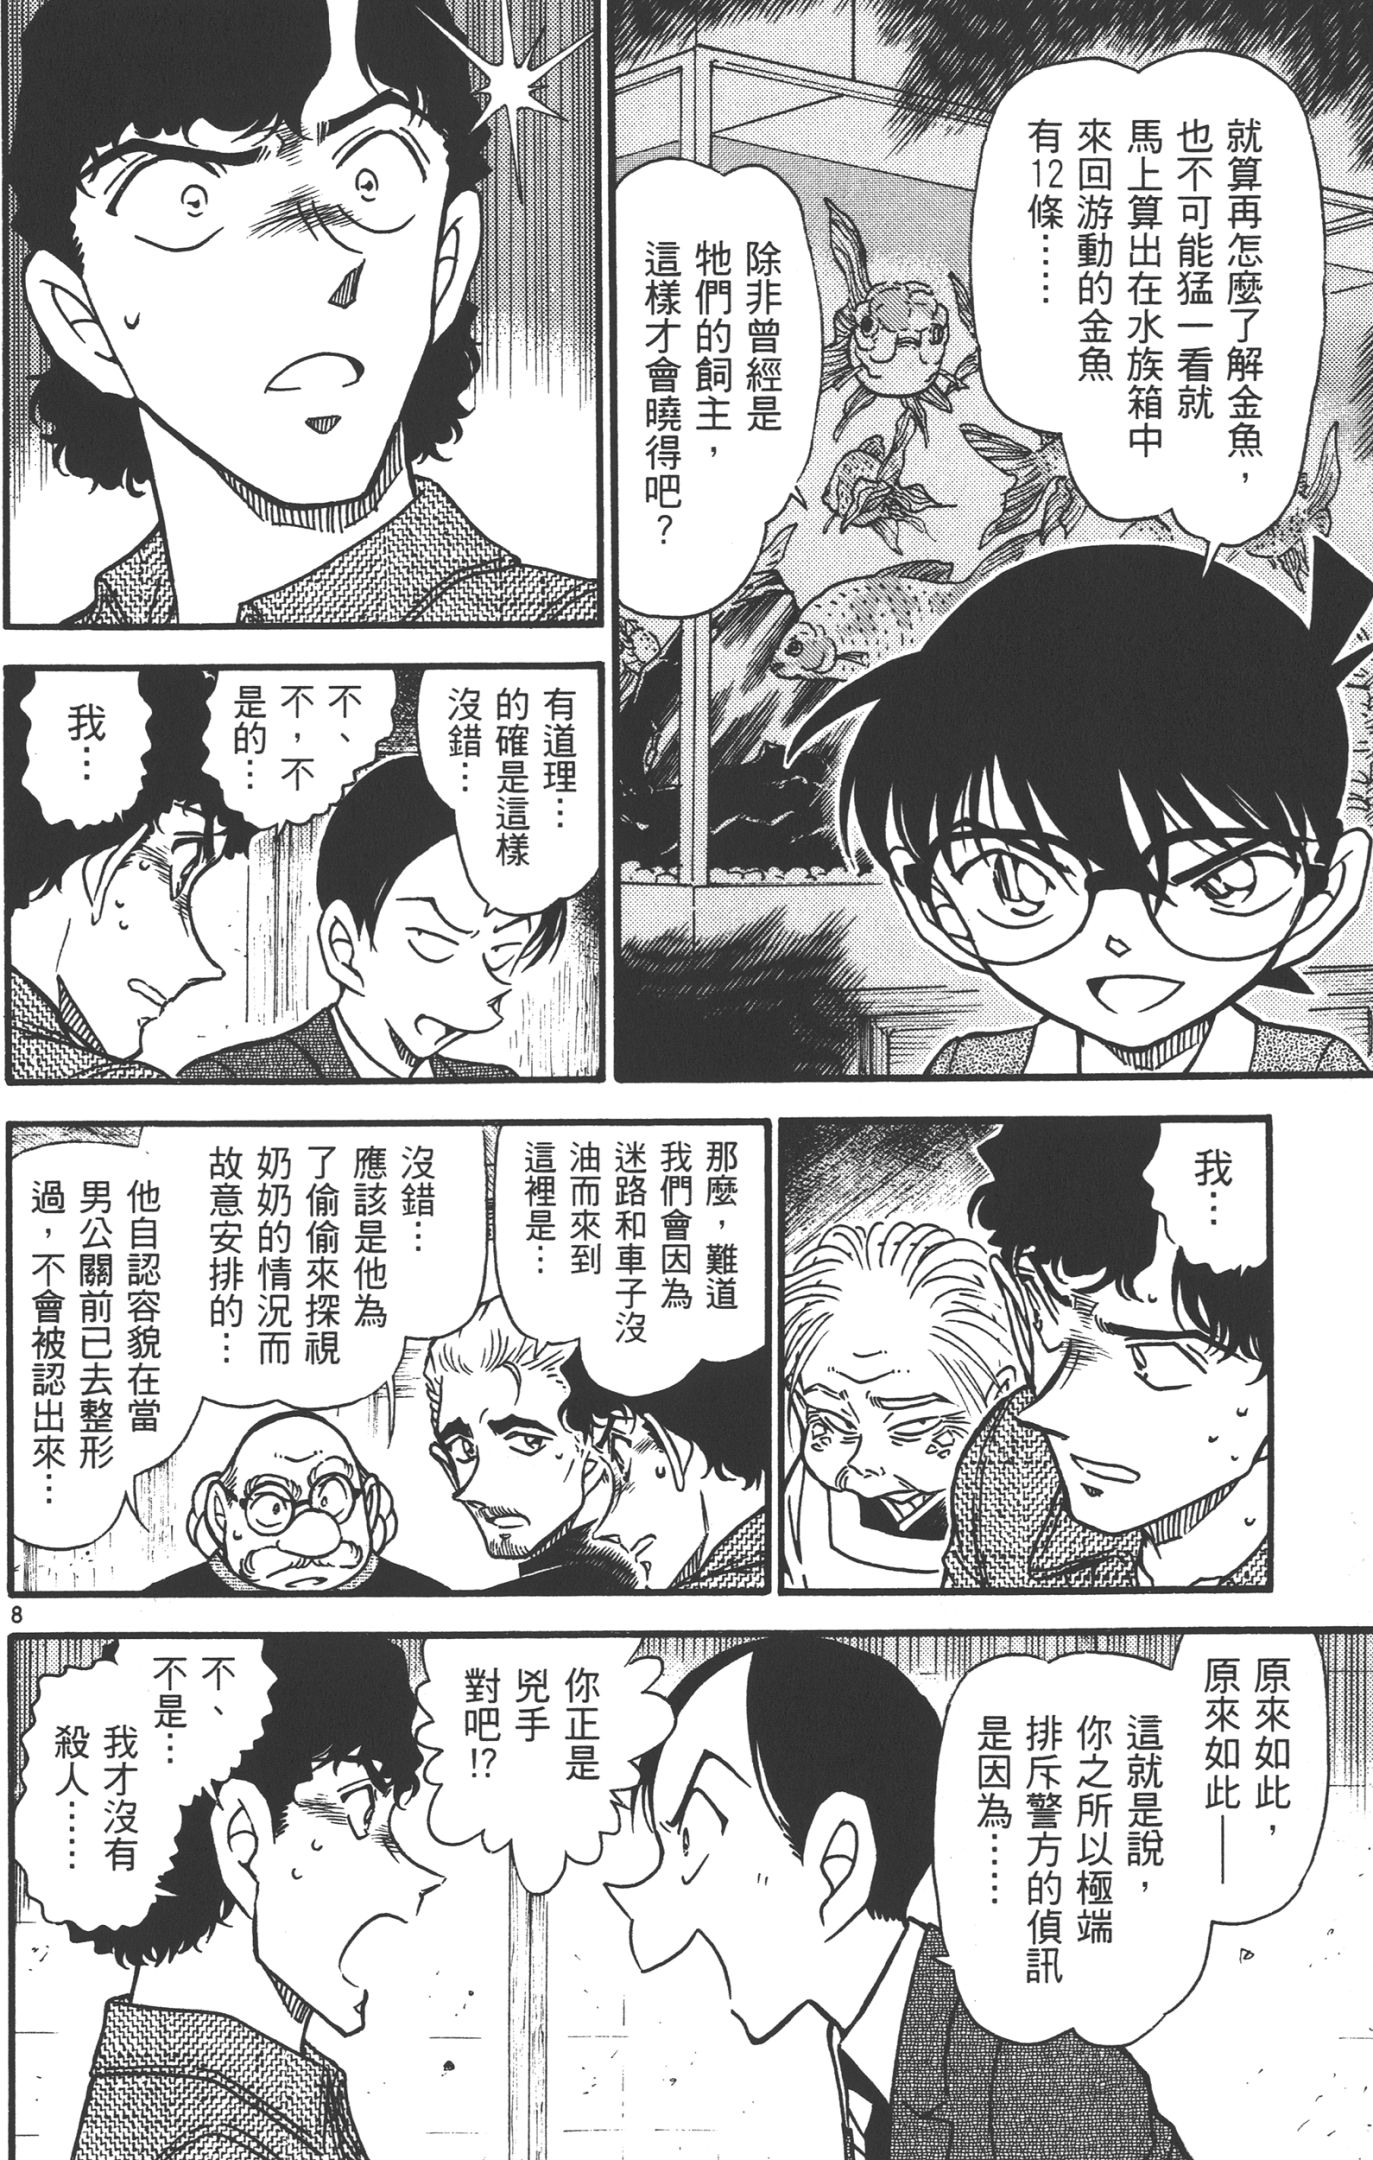 就算再怎麼了解金魚，
也不可能猛一看就
馬上算出在水族箱中
來回游動的金魚
有12條……
除非曾經是
牠們的飼主，
這樣才會曉得吧？
有道理…
的確是這樣
沒錯…
不、
不，不
是的…
我…
我…
那麼，難道
我們會因為
迷路和車子沒
油而來到
這裡是…
沒錯…
應該是他為
了偷偷來探視
奶奶的情況而
故意安排的…
他自認容貌在當
男公關前已去整形
過，不會被認出來…
原來如此，
原來如此——
這就是說，
你之所以極端
排斥警方的偵訊
是因為……
你正是
兇手
對吧!?
不、
不是…
我才沒有
殺人……
8